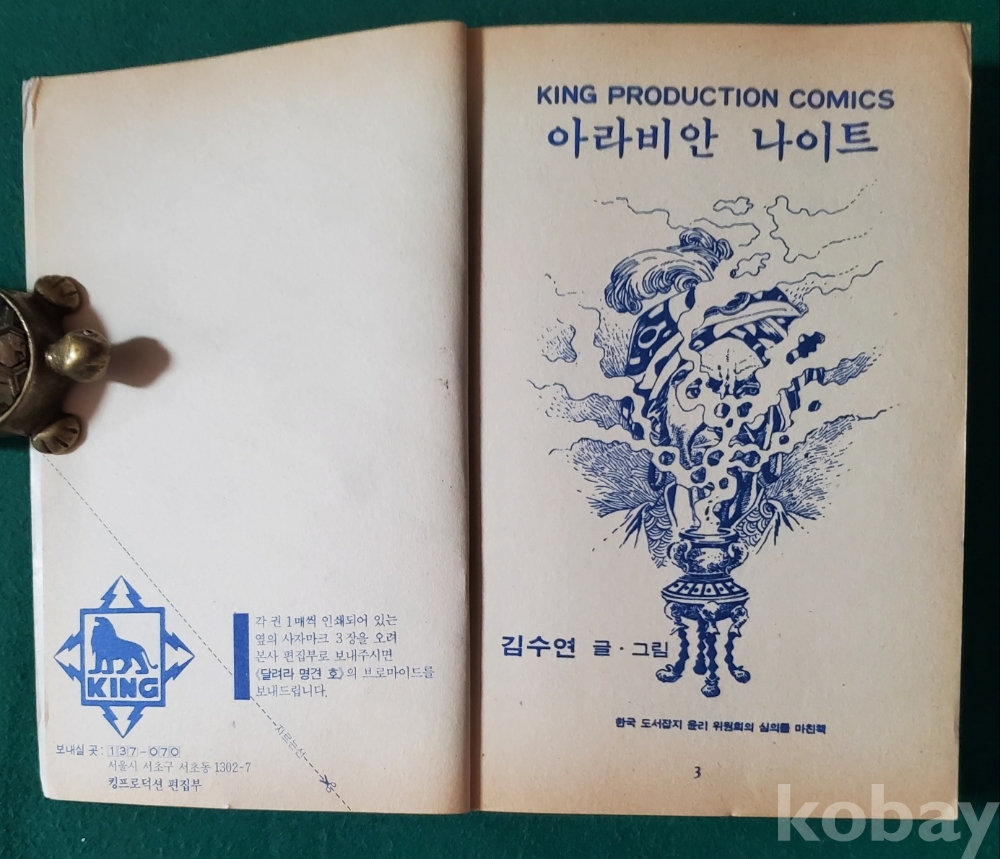 KING
각 권 1매씩 인쇄되어 있는
옆의 사자마크 3장을 오려
본사 편집부로 보내주시면
《달려라 명견 호》의 브로마이드를
보내드립니다.
자르는선
보내실 곳: 137-070
서울시 서초구 서초동 1302-7
킹프로덕션 편집부
KING PRODUCTION COMICS
아라비안 나이트
김수연 글·그림
한국 도서잡지 윤리 위원회의 심의를 마친책
3
kobay